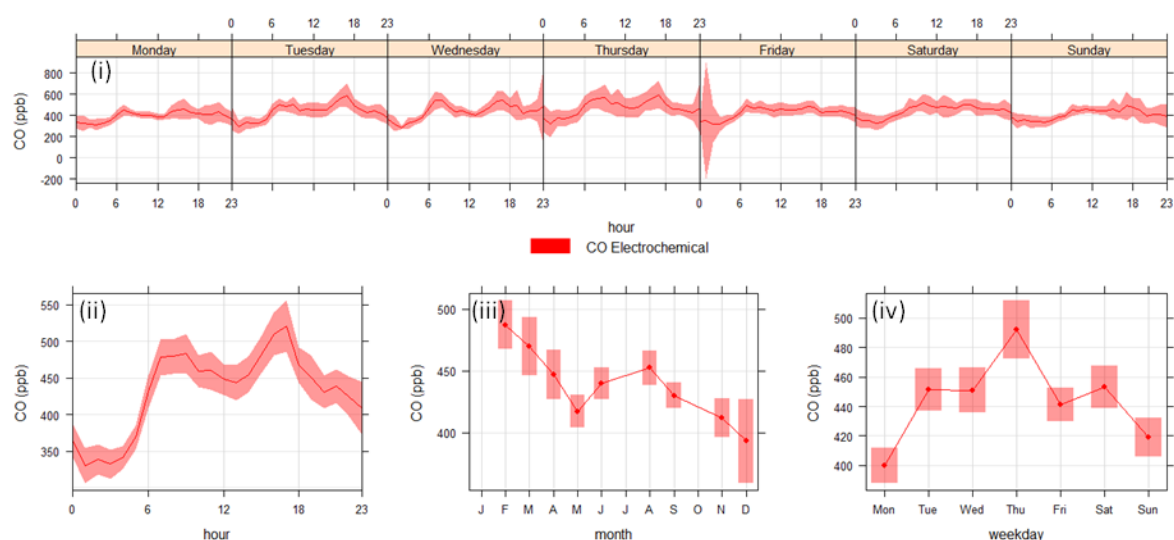 0 6 12 18 23 0 6 12 18 23 0 6 12 18 23
Monday Tuesday Wednesday Thursday Friday Saturday Sunday
(i)
CO (ppb)
800
600
400
200
0
-200
0 6 12 18 23 0 6 12 18 23 0 6 12 18 23 0 6 12 18 23
hour
CO Electrochemical
(ii)
CO (ppb)
550
500
450
400
350
0 6 12 18 23
hour
(iii)
CO (ppb)
500
450
400
J F M A M J J A S O N D
month
(iv)
CO (ppb)
500
480
460
440
420
400
Mon Tue Wed Thu Fri Sat Sun
weekday